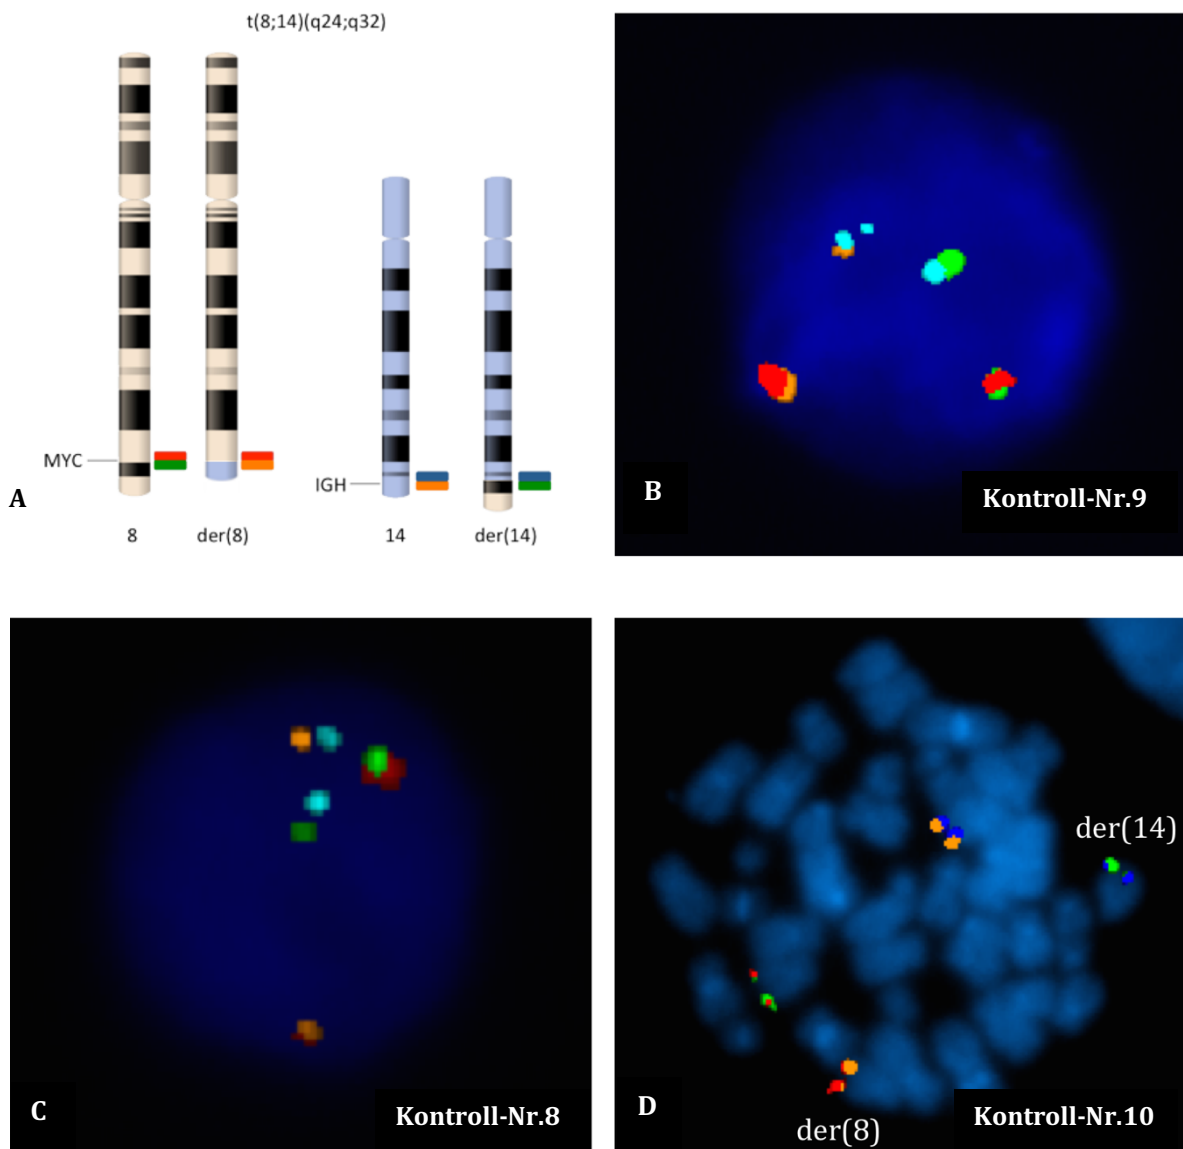 t(8;14)(q24;q32)
MYC
IGH
A
8 der(8) 14 der(14)
B
Kontroll-Nr.9
der(14)
C
Kontroll-Nr.8
D
der(8)
Kontroll-Nr.10